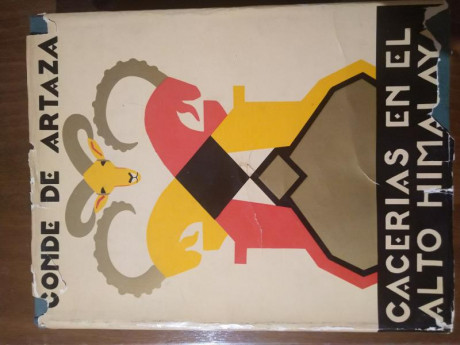 CONDE DE ARTAZA
CACERIAS EN EL
ALTO HIMALAYA